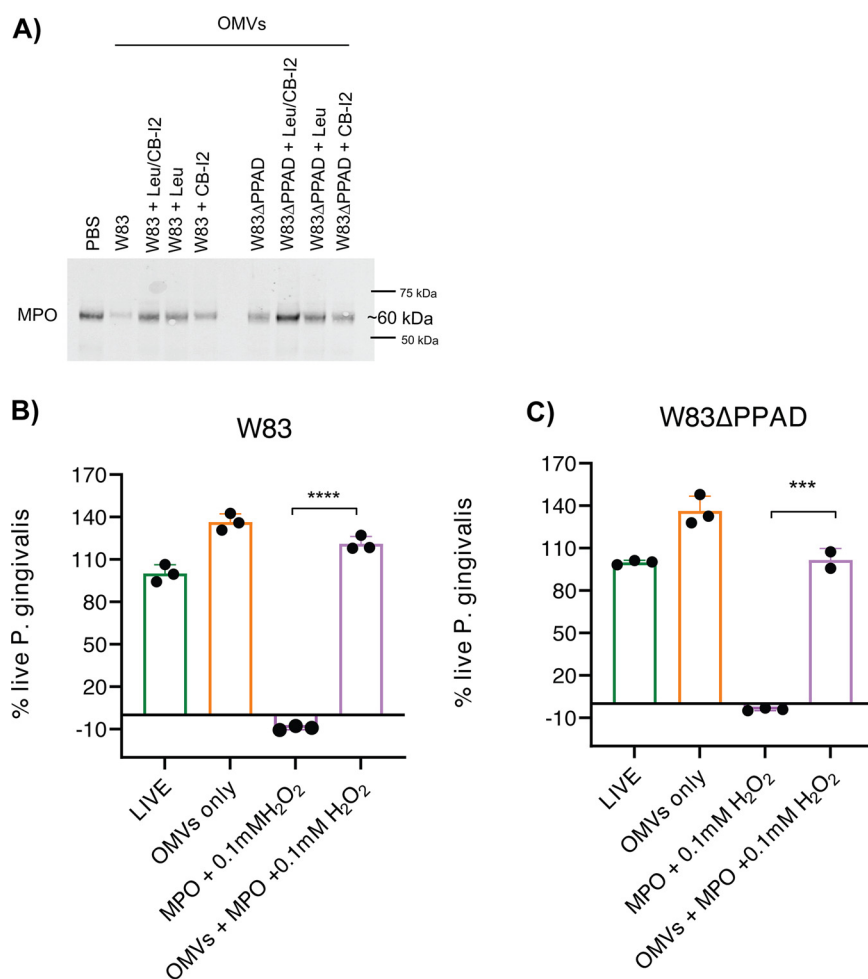 A)
OMVs
PBS
W83
W83 + Leu/CB-I2
W83 + Leu
W83 + CB-I2
W83ΔPPAD
W83ΔPPAD + Leu/CB-I2
W83ΔPPAD + Leu
W83ΔPPAD + CB-I2
75 kDa
MPO
~60 kDa
50 kDa
B)
W83
% live P. gingivalis
170
140
110
80
50
20
-10
****
LIVE
OMVs only
MPO + 0.1mMH₂O₂
OMVs + MPO +0.1mM H₂O₂
C)
W83ΔPPAD
% live P. gingivalis
170
140
110
80
50
20
-10
***
LIVE
OMVs only
MPO + 0.1mM H₂O₂
OMVs + MPO +0.1mM H₂O₂